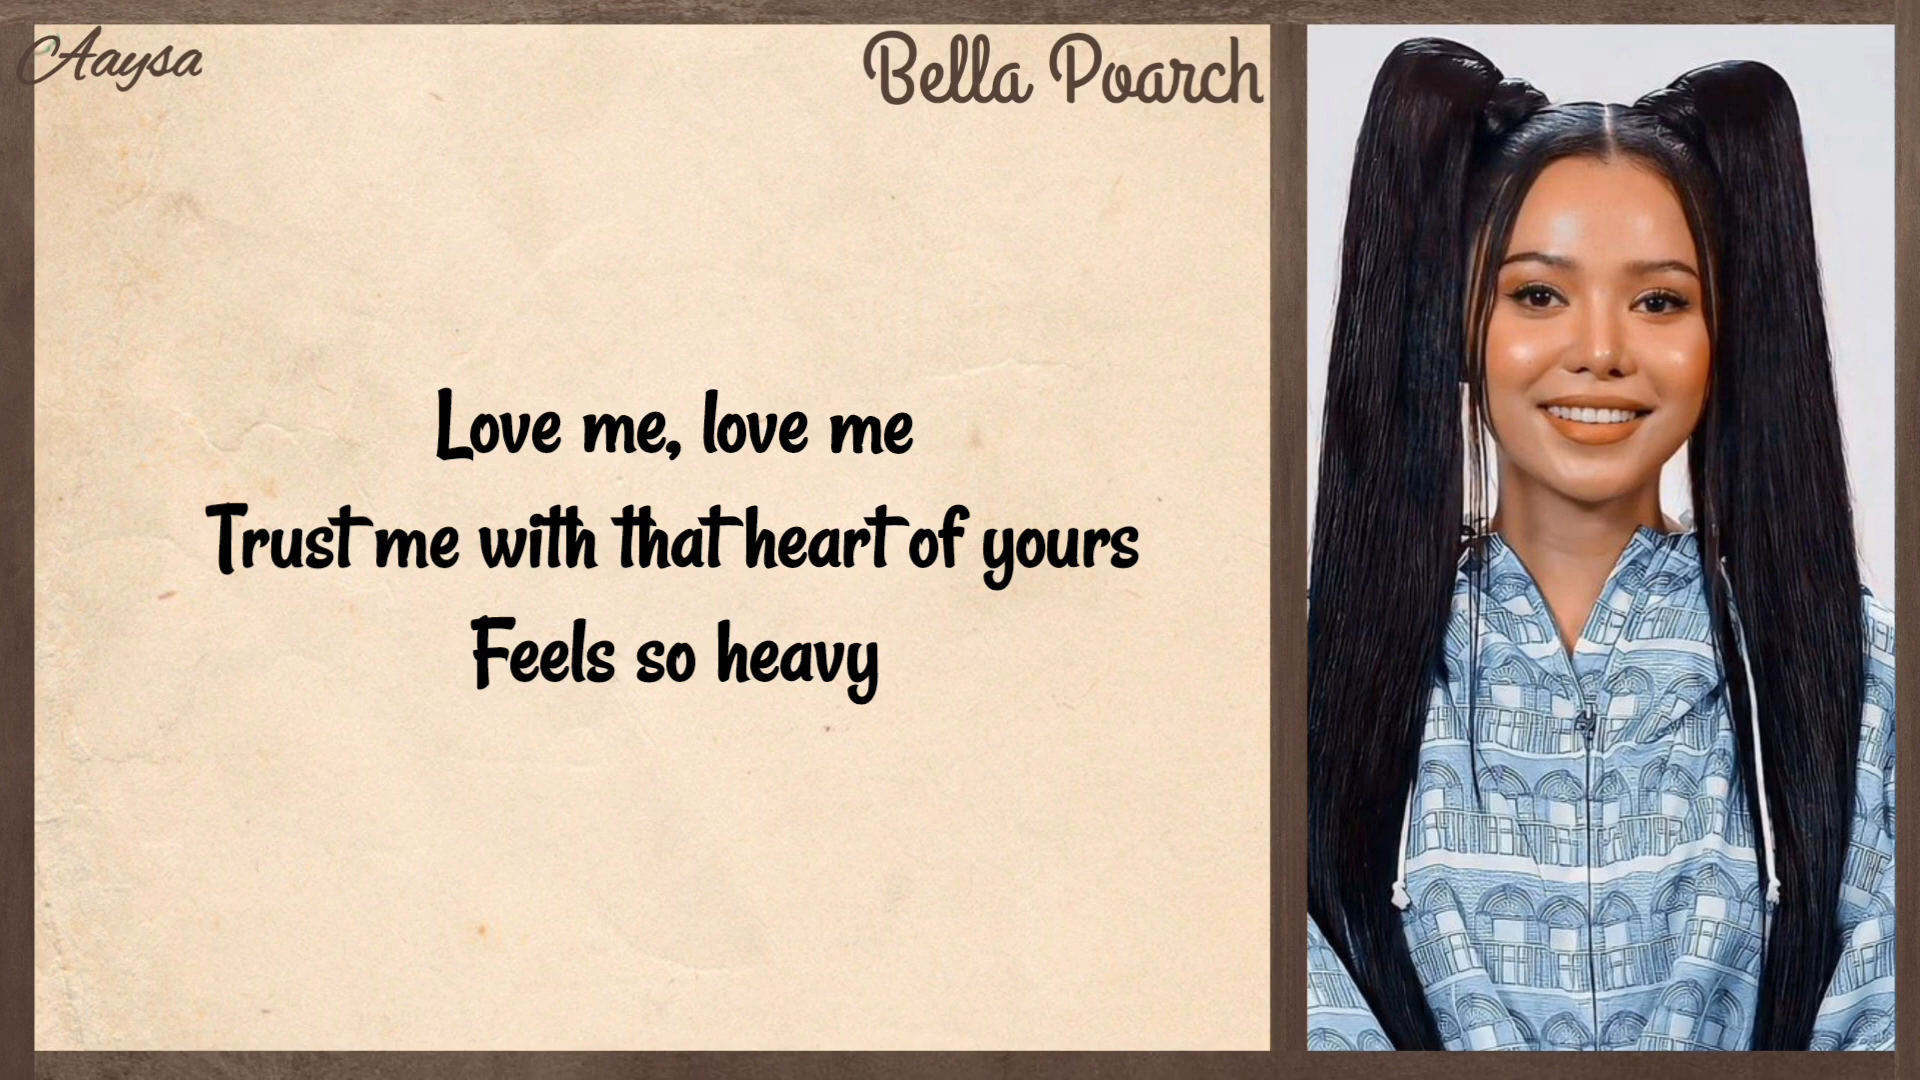 Aaysa
Bella Poarch
Love me, love me
Trust me with that heart of yours
Feels so heavy